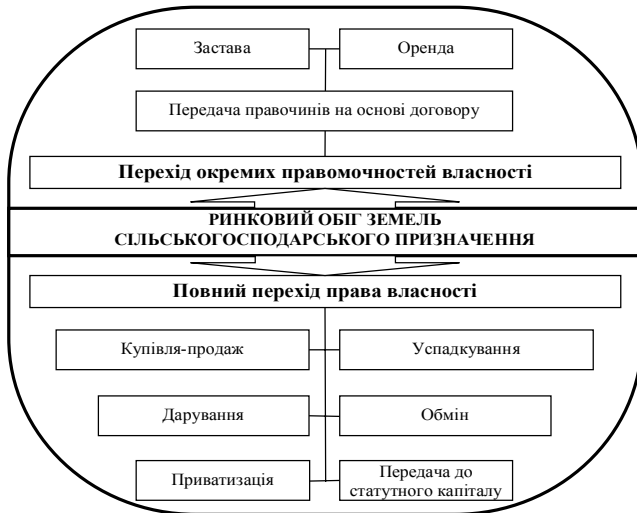 Застава
Оренда
Передача правочинів на основі договору
Перехід окремих правомочностей власності
РИНКОВИЙ ОБІГ ЗЕМЕЛЬ
СІЛЬСЬКОГОСПОДАРСЬКОГО ПРИЗНАЧЕННЯ
Повний перехід права власності
Купівля-продаж
Успадкування
Дарування
Обмін
Приватизація
Передача до
статутного капіталу